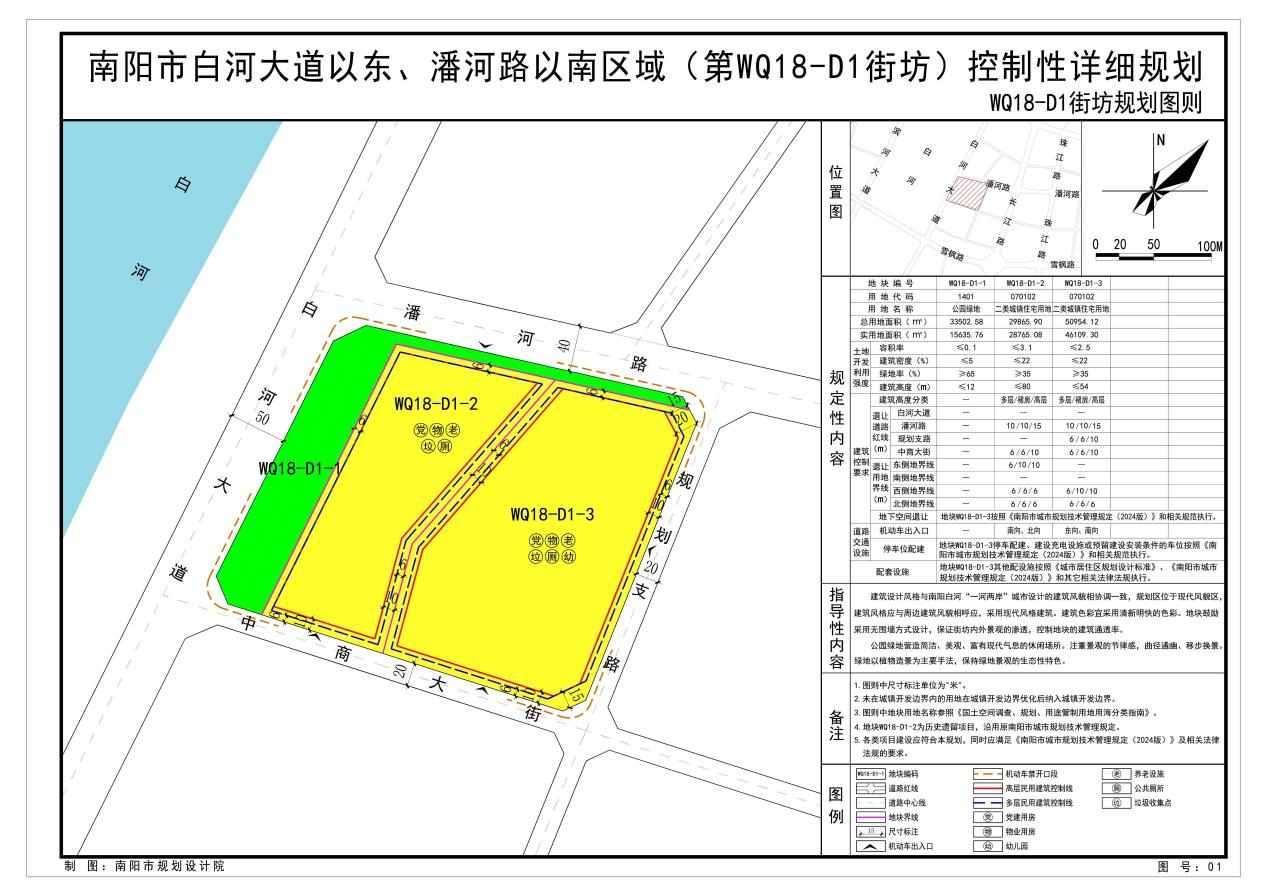 南阳市白河大道以东、潘河路以南区域（第WQ18-D1街坊）控制性详细规划
WQ18-D1街坊规划图则
白
河
白
河
大
道
潘
河
路
规
划
支
路
中
商
大
街
50
40
20
20
WQ18-D1-1
WQ18-D1-2
党 物 老
垃 厕
WQ18-D1-3
党 物 老
垃 厕 幼
位置图
滨河大道
白河
白河大道
潘河路
潘河路
长江路
珠江路
珠江路
雪枫路
雪枫路
N
0 20 50 100M
规定性内容
地块编号 WQ18-D1-1 WQ18-D1-2 WQ18-D1-3
用地代码 1401 070102 070102
用地名称 公园绿地 二类城镇住宅用地 二类城镇住宅用地
总用地面积（㎡） 33502.58 29865.90 50954.12
实用地面积（㎡） 15635.76 28765.08 46109.30
土地开发利用强度
容积率 ≤0.1 ≤3.1 ≤2.5
建筑密度（%） ≤5 ≤22 ≤22
绿地率（%） ≥65 ≥35 ≥35
建筑高度（m） ≤12 ≤80 ≤54
建筑控制要求
建筑高度分类 — 多层/裙房/高层 多层/裙房/高层
退让道路红线（m）
白河大道 — — —
潘河路 — 10/10/15 10/10/15
规划支路 — — 6/6/10
中商大街 — 6/6/10 6/6/10
退让用地界线（m）
东侧地界线 — 6/10/10 —
南侧地界线 — — —
西侧地界线 — 6/6/6 6/10/10
北侧地界线 — 6/6/6 6/6/6
地下空间退让 地块WQ18-D1-3按照《南阳市城市规划技术管理规定（2024版）》和相关规范执行。
道路交通设施
机动车出入口 — 南向、北向 东向、南向
停车位配建 地块WQ18-D1-3停车配建、建设充电设施或预留建设安装条件的车位按照《南
阳市城市规划技术管理规定（2024版）》和相关规范执行。
配套设施 地块WQ18-D1-3其他配设施按照《城市居住区规划设计标准》、《南阳市城市
规划技术管理规定（2024版）》和其它相关法律法规执行。
指导性内容
建筑设计风格与南阳白河“一河两岸”城市设计的建筑风貌相协调一致，规划区位于现代风貌区，
建筑风格应与周边建筑风貌相呼应，采用现代风格建筑。建筑色彩宜采用清新明快的色彩。地块鼓励
采用无围墙方式设计，保证街坊内外景观的渗透，控制地块的建筑通透率。
公园绿地营造简洁、美观、富有现代气息的休闲场所。注重景观的节律感，曲径通幽、移步换景。
绿地以植物造景为主要手法，保持绿地景观的生态性特色。
备注
1.图则中尺寸标注单位为“米”。
2.未在城镇开发边界内的用地在城镇开发边界优化后纳入城镇开发边界。
3.图则中地块用地名称参照《国土空间调查、规划、用途管制用地用海分类指南》。
4.地块WQ18-D1-2为历史遗留项目，沿用原南阳市城市规划技术管理规定。
5.各类项目建设应符合本规划，同时应满足《南阳市城市规划技术管理规定（2024版）》及相关法律
法规的要求。
图例
WQ18-D1-1 地块编码 机动车禁开口段 老 养老设施
道路红线 高层民用建筑控制线 厕 公共厕所
道路中心线 多层民用建筑控制线 垃 垃圾收集点
地块界线 党 党建用房
15 尺寸标注 物 物业用房
机动车出入口 幼 幼儿园
制 图：南阳市规划设计院
图 号：01